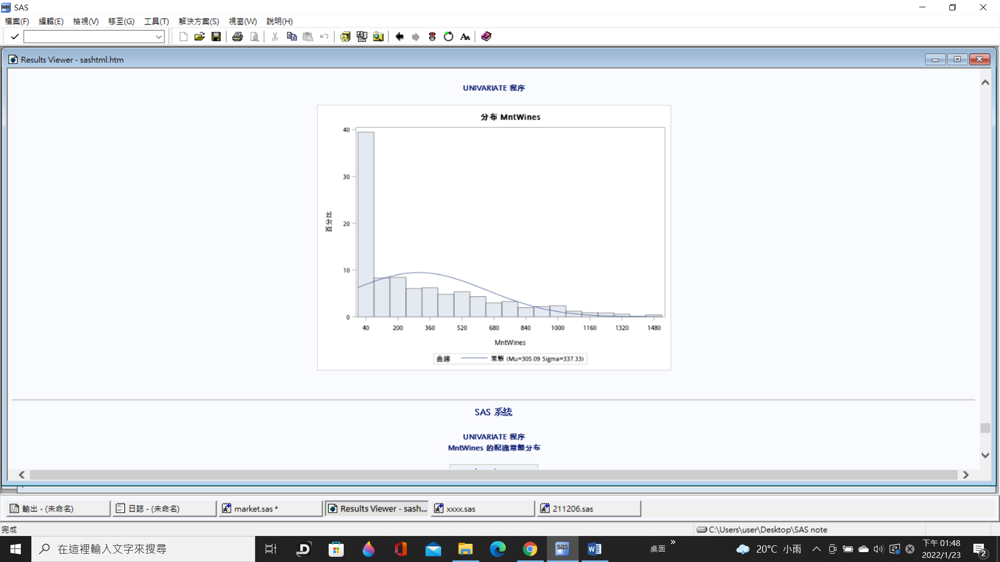 SAS
檔案(F) 編輯(E) 檢視(V) 移至(G) 工具(T) 解決方案(S) 視窗(W) 說明(H)
Results Viewer - sashtml.htm
UNIVARIATE 程序
分布 MntWines
40
30
20
10
0
百分比
40 200 360 520 680 840 1000 1160 1320 1480
MntWines
曲線 常態 (Mu=305.09 Sigma=337.33)
SAS 系統
UNIVARIATE 程序
MntWines 的配適常態分布
輸出 - (未命名) 日誌 - (未命名) market.sas * Results Viewer - sash... xxxx.sas 211206.sas
完成 C:\Users\user\Desktop\SAS note
在這裡輸入文字來搜尋 sas 桌面 20°C 小雨 下午 01:48
2022/1/23 2